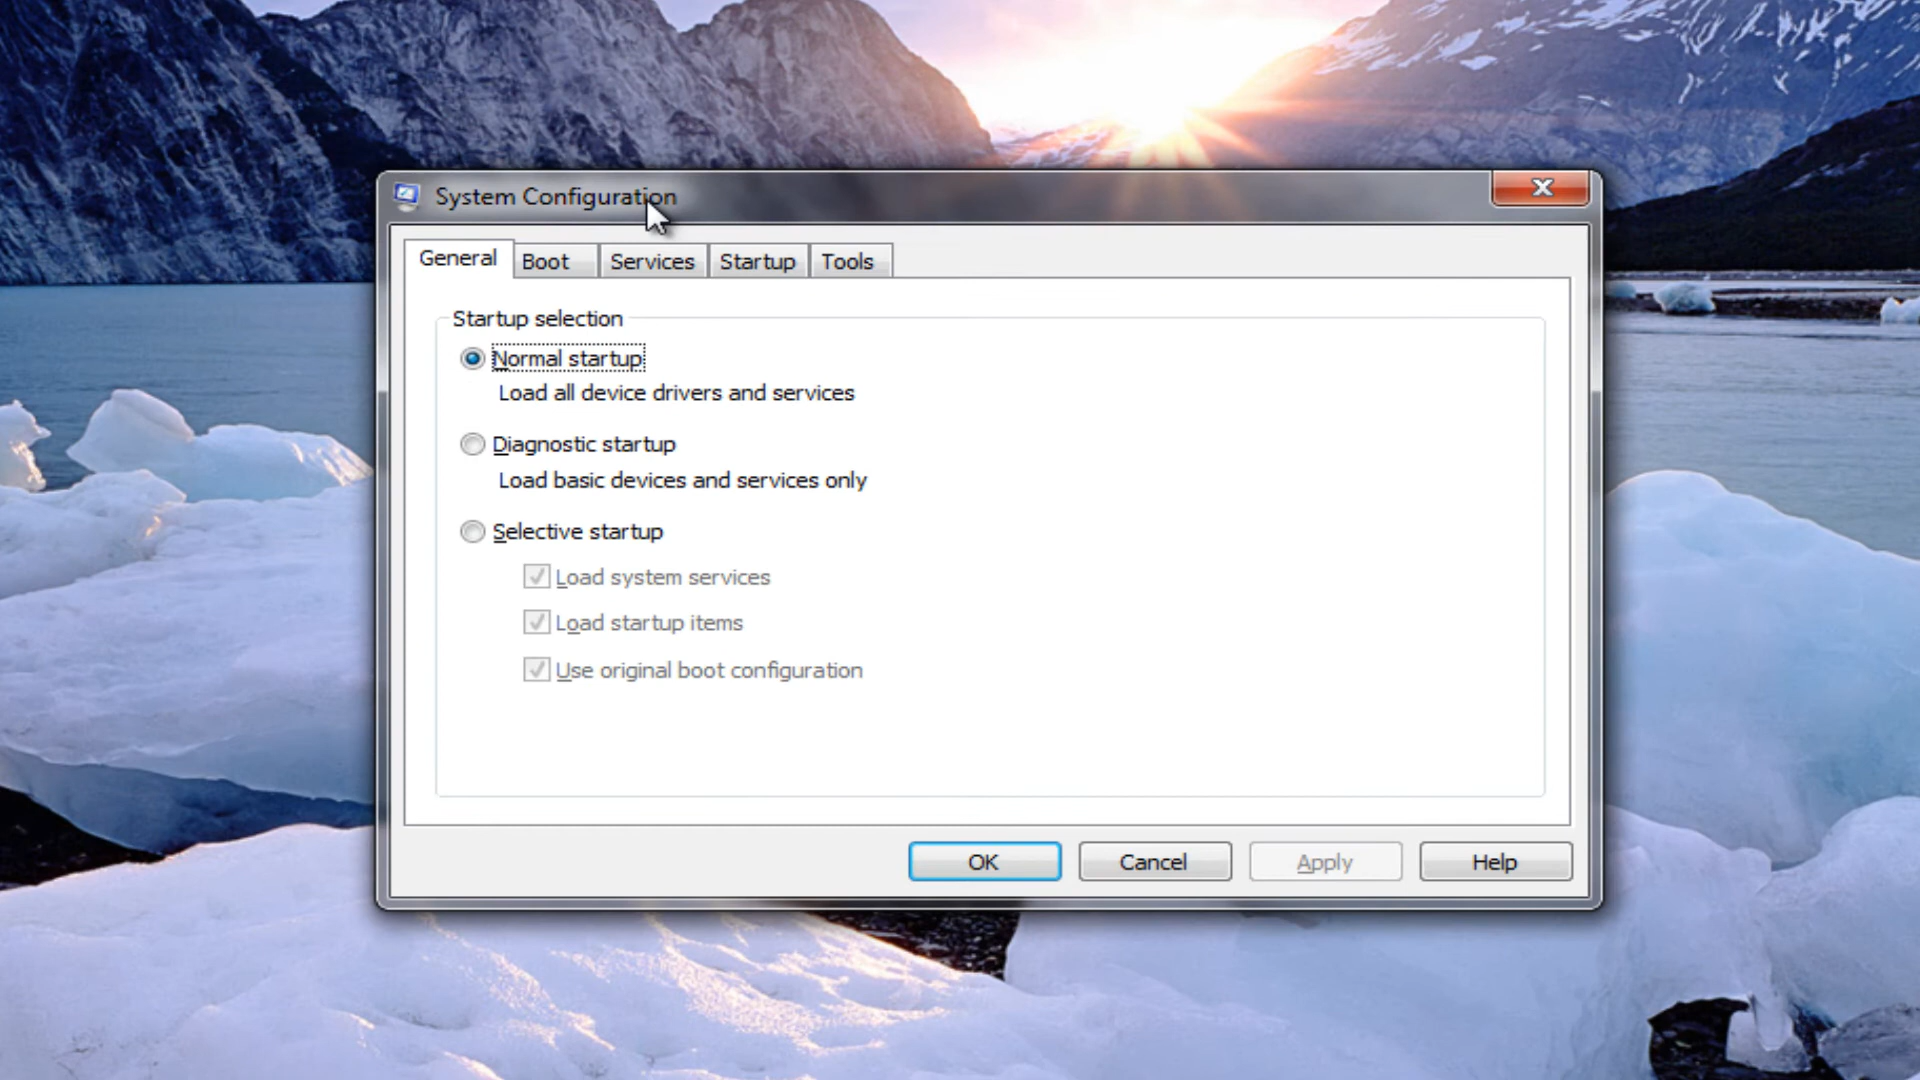 System Configuration
General Boot Services Startup Tools
Startup selection
Normal startup
Load all device drivers and services
Diagnostic startup
Load basic devices and services only
Selective startup
Load system services
Load startup items
Use original boot configuration
OK Cancel Apply Help